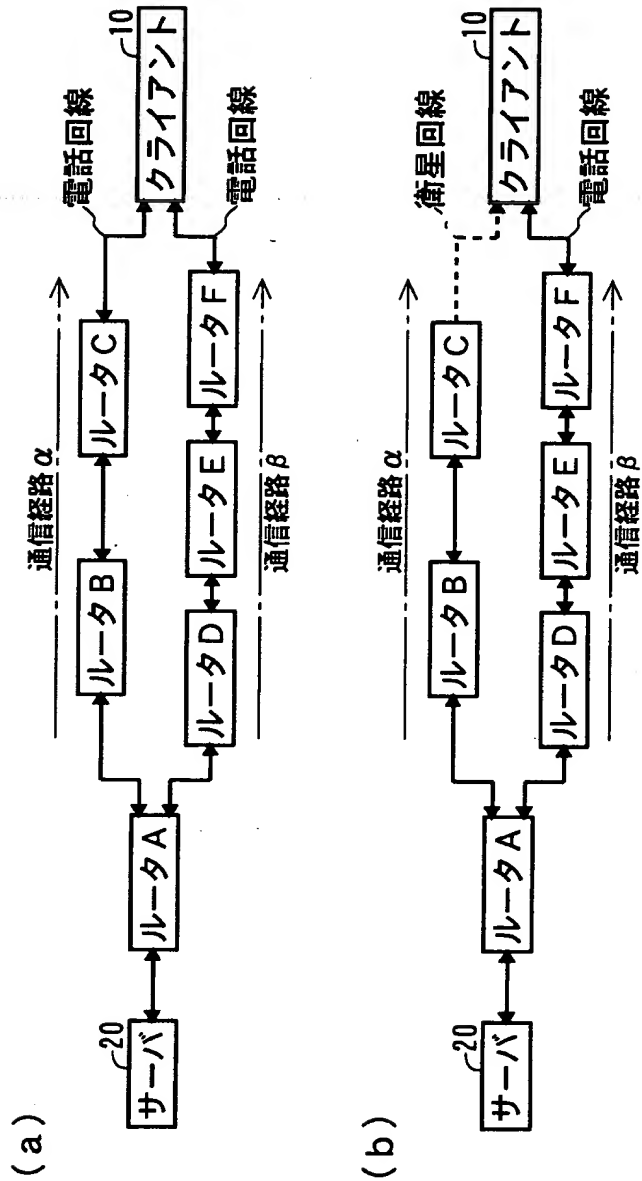 (a)
電話回線
10
クライアント
電話回線
通信経路α
ルータC
ルータB
ルータF
ルータE
ルータD
通信経路β
ルータA
20
サーバ
(b)
衛星回線
10
クライアント
電話回線
通信経路α
ルータC
ルータB
ルータF
ルータE
ルータD
通信経路β
ルータA
20
サーバ